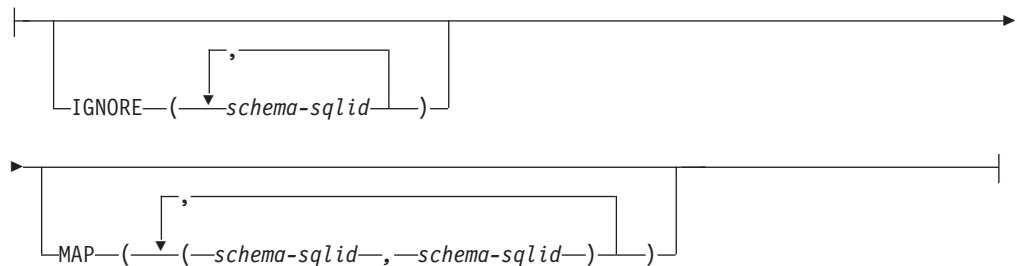 ,
IGNORE ( schema-sqlid )
,
MAP ( ( schema-sqlid , schema-sqlid ) )